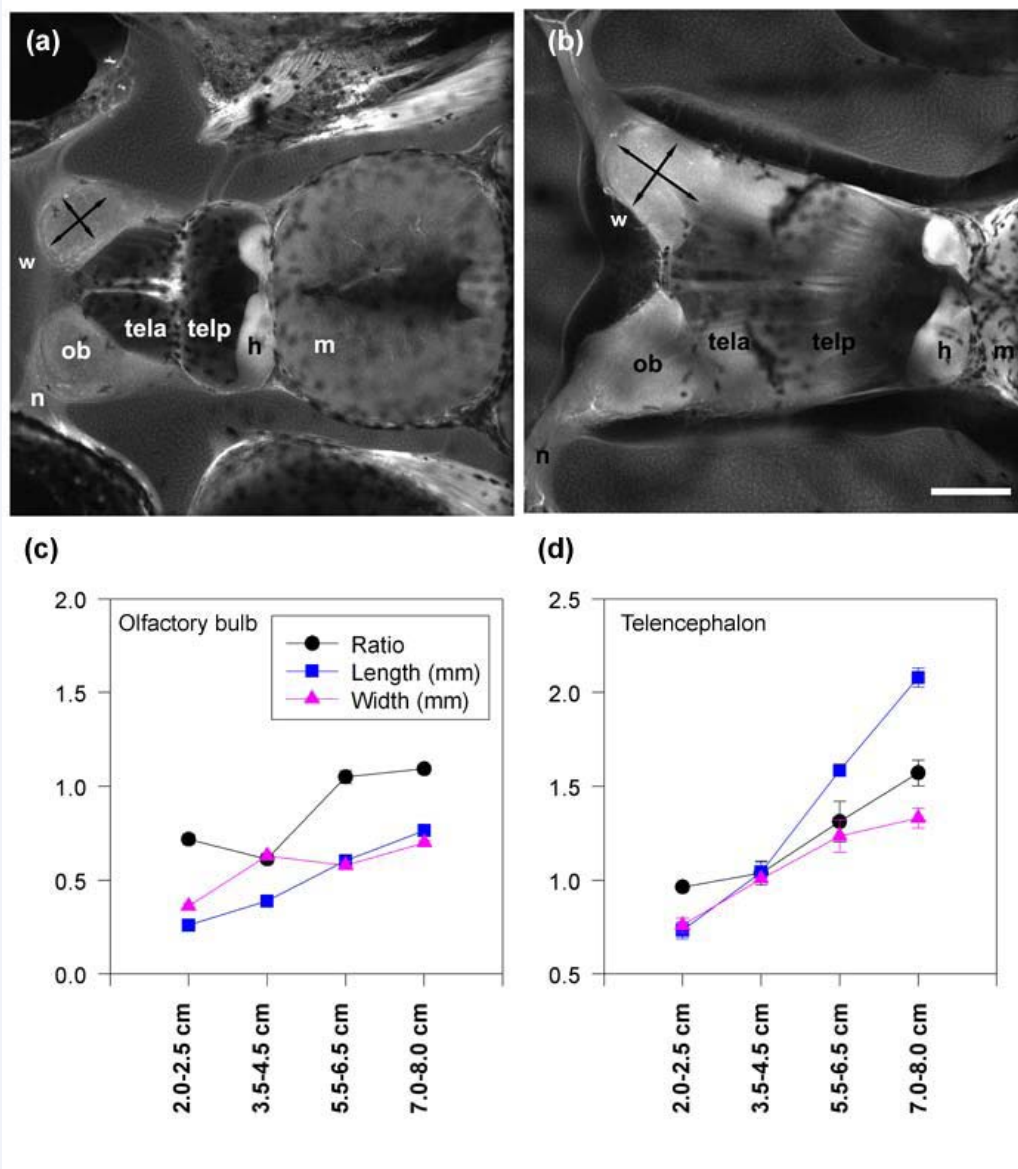 (a)
w
tela
telp
ob
h
m
n
(b)
w
tela
telp
ob
h
m
n
(c)
2.0
1.5
1.0
0.5
0.0
Olfactory bulb
Ratio
Length (mm)
Width (mm)
2.0-2.5 cm
3.5-4.5 cm
5.5-6.5 cm
7.0-8.0 cm
(d)
2.5
2.0
1.5
1.0
0.5
Telencephalon
2.0-2.5 cm
3.5-4.5 cm
5.5-6.5 cm
7.0-8.0 cm